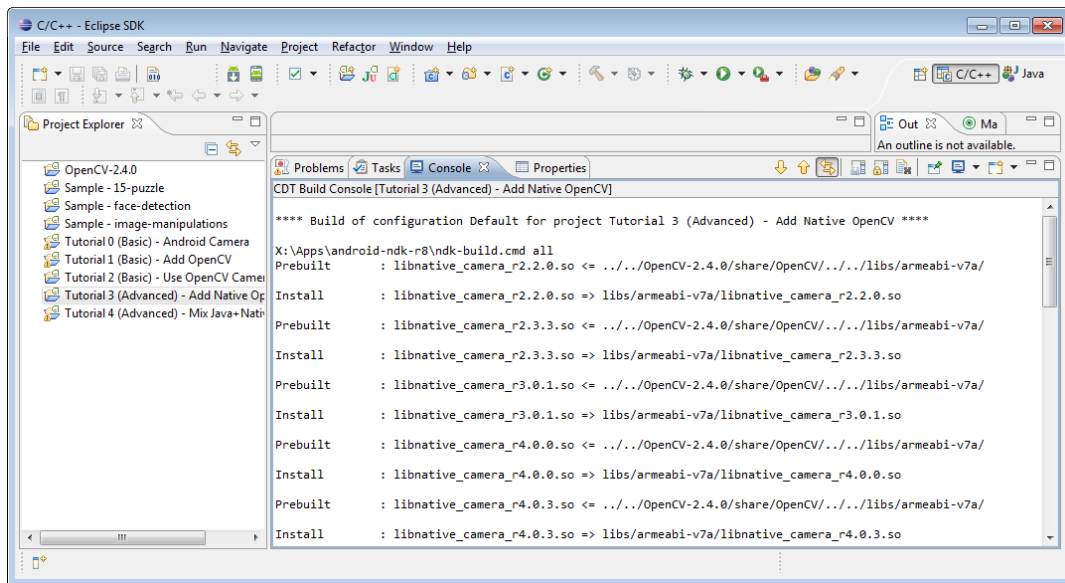 C/C++ - Eclipse SDK
File Edit Source Search Run Navigate Project Refactor Window Help
010
Ju
C/C++ Java
Project Explorer
OpenCV-2.4.0
Sample - 15-puzzle
Sample - face-detection
Sample - image-manipulations
Tutorial 0 (Basic) - Android Camera
Tutorial 1 (Basic) - Add OpenCV
Tutorial 2 (Basic) - Use OpenCV Camer
Tutorial 3 (Advanced) - Add Native Op
Tutorial 4 (Advanced) - Mix Java+Nativ
Out Ma
An outline is not available.
Problems Tasks Console Properties
CDT Build Console [Tutorial 3 (Advanced) - Add Native OpenCV]
**** Build of configuration Default for project Tutorial 3 (Advanced) - Add Native OpenCV ****
X:\Apps\android-ndk-r8\ndk-build.cmd all
Prebuilt : libnative_camera_r2.2.0.so <= ../../OpenCV-2.4.0/share/OpenCV/../../libs/armeabi-v7a/
Install : libnative_camera_r2.2.0.so => libs/armeabi-v7a/libnative_camera_r2.2.0.so
Prebuilt : libnative_camera_r2.3.3.so <= ../../OpenCV-2.4.0/share/OpenCV/../../libs/armeabi-v7a/
Install : libnative_camera_r2.3.3.so => libs/armeabi-v7a/libnative_camera_r2.3.3.so
Prebuilt : libnative_camera_r3.0.1.so <= ../../OpenCV-2.4.0/share/OpenCV/../../libs/armeabi-v7a/
Install : libnative_camera_r3.0.1.so => libs/armeabi-v7a/libnative_camera_r3.0.1.so
Prebuilt : libnative_camera_r4.0.0.so <= ../../OpenCV-2.4.0/share/OpenCV/../../libs/armeabi-v7a/
Install : libnative_camera_r4.0.0.so => libs/armeabi-v7a/libnative_camera_r4.0.0.so
Prebuilt : libnative_camera_r4.0.3.so <= ../../OpenCV-2.4.0/share/OpenCV/../../libs/armeabi-v7a/
Install : libnative_camera_r4.0.3.so => libs/armeabi-v7a/libnative_camera_r4.0.3.so